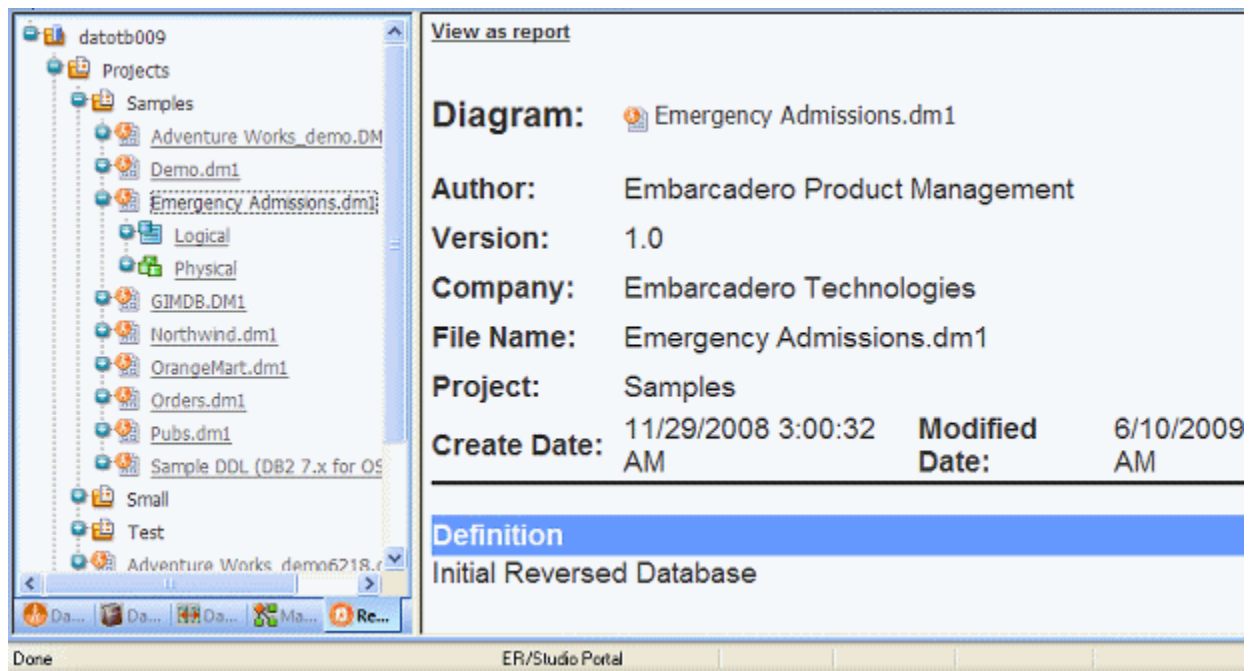 datotb009
Projects
Samples
Adventure Works_demo.DM
Demo.dm1
Emergency Admissions.dm1
Logical
Physical
GIMDB.DM1
Northwind.dm1
OrangeMart.dm1
Orders.dm1
Pubs.dm1
Sample DDL (DB2 7.x for OS
Small
Test
Adventure Works_demo6218.
Da... Da... Da... Ma... Re...
View as report
Diagram: Emergency Admissions.dm1
Author: Embarcadero Product Management
Version: 1.0
Company: Embarcadero Technologies
File Name: Emergency Admissions.dm1
Project: Samples
Create Date: 11/29/2008 3:00:32 AM Modified Date: 6/10/2009 AM
Definition
Initial Reversed Database
Done ER/Studio Portal